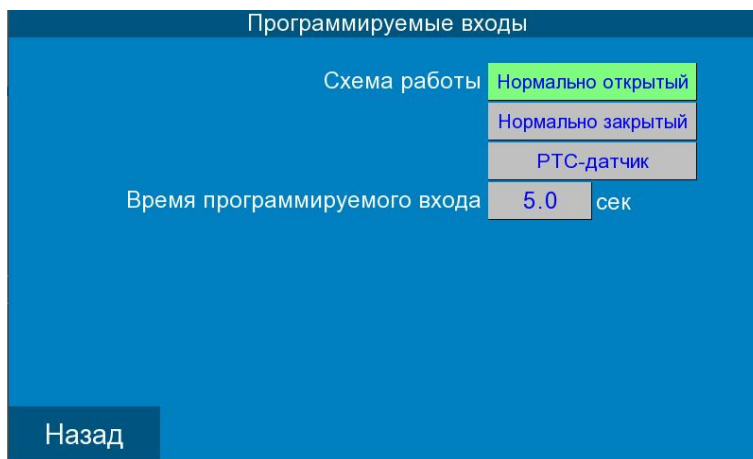 Программируемые входы
Схема работы Нормально открытый
Нормально закрытый
PTC-датчик
Время программируемого входа 5.0 сек
Назад